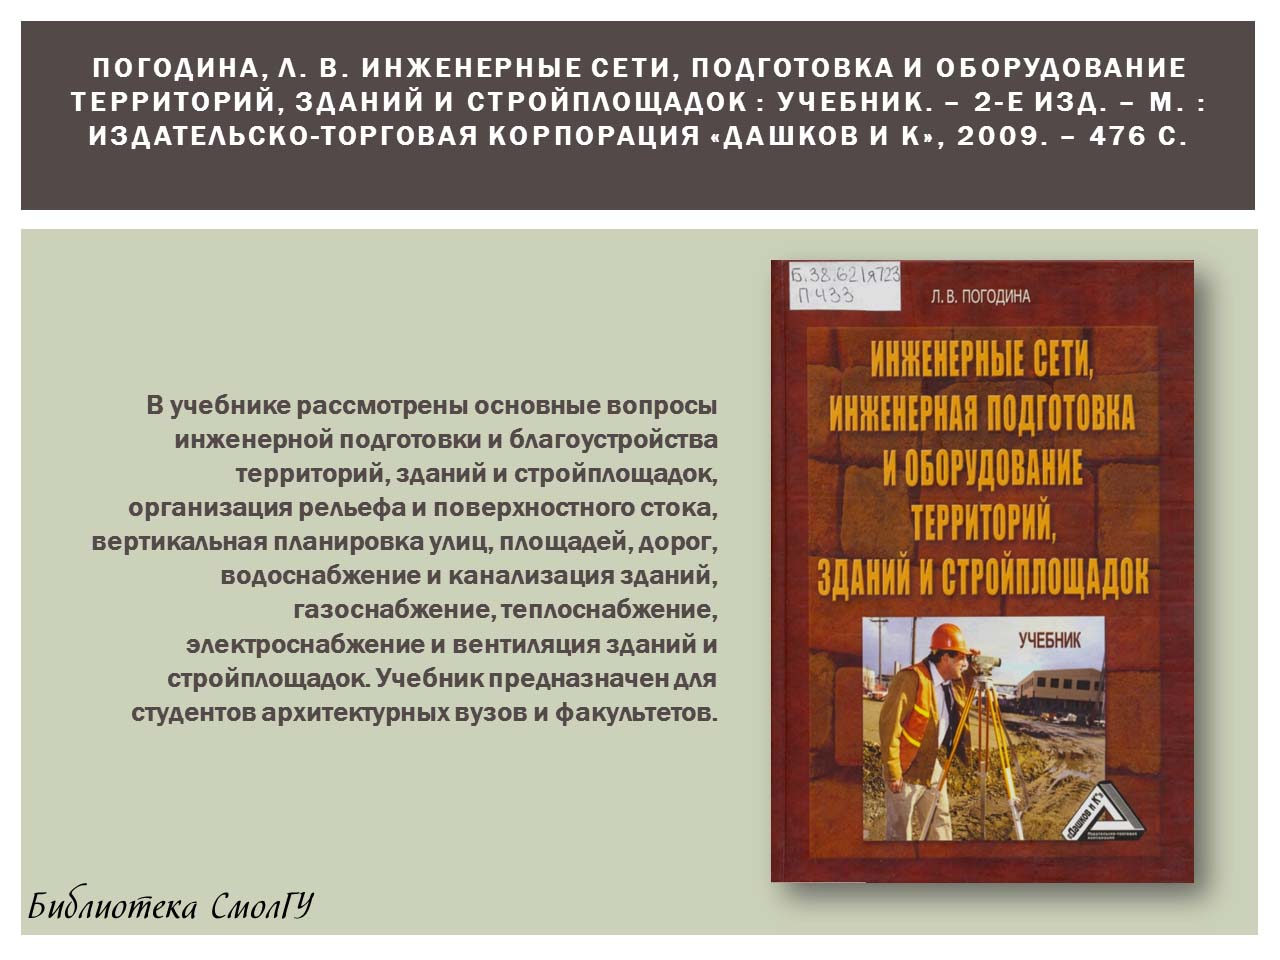 ПОГОДИНА, Л. В. ИНЖЕНЕРНЫЕ СЕТИ, ПОДГОТОВКА И ОБОРУДОВАНИЕ
ТЕРРИТОРИЙ, ЗДАНИЙ И СТРОЙПЛОЩАДОК : УЧЕБНИК. – 2-Е ИЗД. – М. :
ИЗДАТЕЛЬСКО-ТОРГОВАЯ КОРПОРАЦИЯ «ДАШКОВ И К», 2009. – 476 С.
В учебнике рассмотрены основные вопросы
инженерной подготовки и благоустройства
территорий, зданий и стройплощадок,
организация рельефа и поверхностного стока,
вертикальная планировка улиц, площадей, дорог,
водоснабжение и канализация зданий,
газоснабжение, теплоснабжение,
электроснабжение и вентиляция зданий и
стройплощадок. Учебник предназначен для
студентов архитектурных вузов и факультетов.
Б.38.621я723
П433
Л. В. ПОГОДИНА
ИНЖЕНЕРНЫЕ СЕТИ,
ИНЖЕНЕРНАЯ ПОДГОТОВКА
И ОБОРУДОВАНИЕ
ТЕРРИТОРИЙ,
ЗДАНИЙ И СТРОЙПЛОЩАДОК
УЧЕБНИК
«Дашков и К°»
Издательско-торговая
корпорация
Библиотека СмолГУ